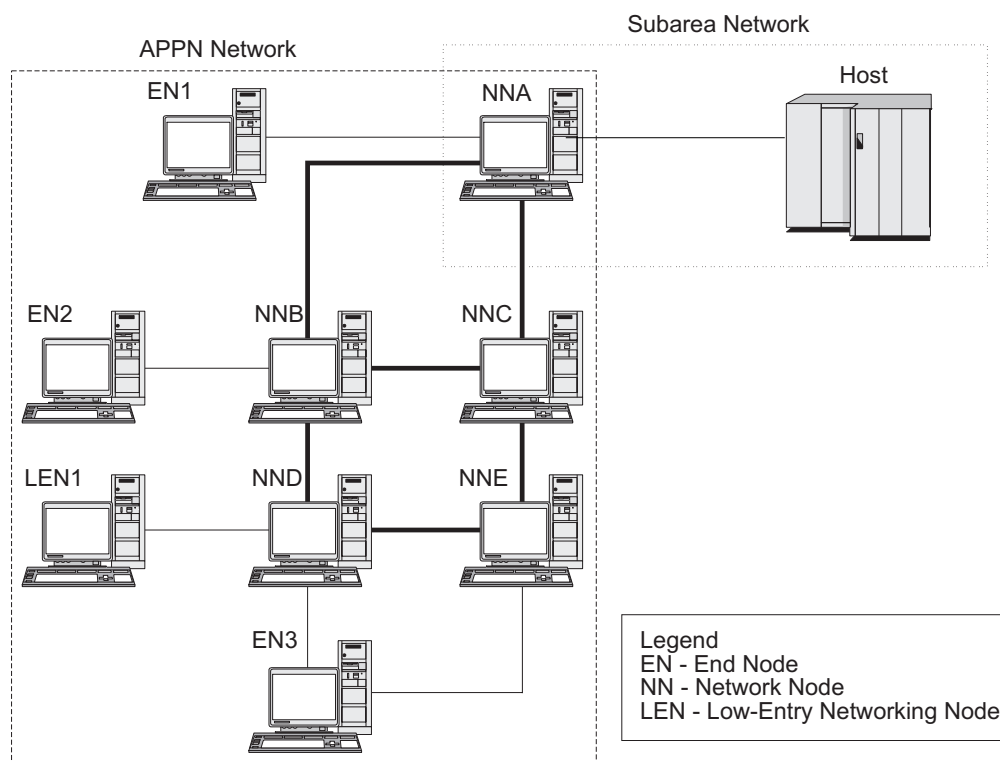 Subarea Network
APPN Network
Host
EN1
NNA
EN2
NNB
NNC
LEN1
NND
NNE
EN3
Legend
EN - End Node
NN - Network Node
LEN - Low-Entry Networking Node